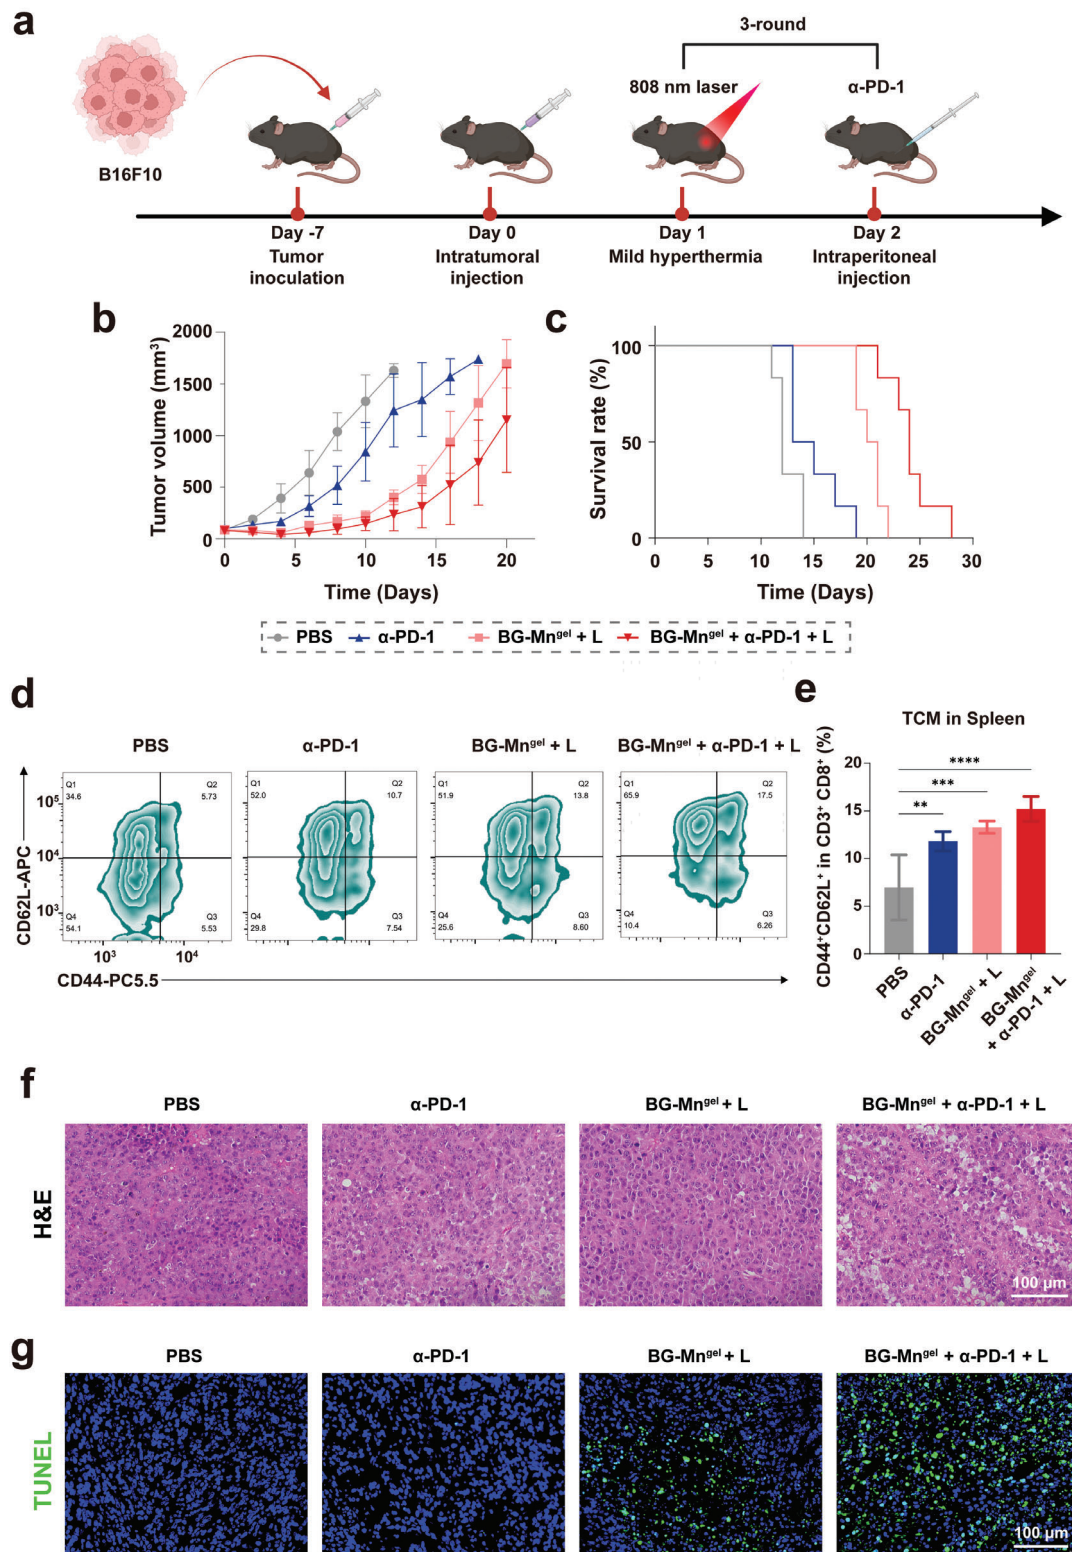 a
3-round
808 nm laser
α-PD-1
B16F10
Day -7
Tumor
inoculation
Day 0
Intratumoral
injection
Day 1
Mild hyperthermia
Day 2
Intraperitoneal
injection
b
Tumor volume (mm³)
2000
1500
1000
500
0
0 5 10 15 20
Time (Days)
c
Survival rate (%)
100
50
0
0 5 10 15 20 25 30
Time (Days)
PBS
α-PD-1
BG-Mnᵍᵉˡ + L
BG-Mnᵍᵉˡ + α-PD-1 + L
d
PBS
α-PD-1
BG-Mnᵍᵉˡ + L
BG-Mnᵍᵉˡ + α-PD-1 + L
CD62L-APC
10⁵
10⁴
10³
Q1
34.6
Q2
5.73
Q4
54.1
Q3
5.53
Q1
52.0
Q2
10.7
Q4
29.8
Q3
7.54
Q1
51.9
Q2
13.8
Q4
25.6
Q3
8.60
Q1
65.9
Q2
17.5
Q4
10.4
Q3
6.26
10³ 10⁴
CD44-PC5.5
e
TCM in Spleen
CD44⁺CD62L⁺ in CD3⁺ CD8⁺ (%)
20
15
10
5
0
****
***
**
PBS
α-PD-1
BG-Mnᵍᵉˡ + L
BG-Mnᵍᵉˡ
+ α-PD-1 + L
f
PBS
α-PD-1
BG-Mnᵍᵉˡ + L
BG-Mnᵍᵉˡ + α-PD-1 + L
H&E
100 µm
g
PBS
α-PD-1
BG-Mnᵍᵉˡ + L
BG-Mnᵍᵉˡ + α-PD-1 + L
TUNEL
100 µm